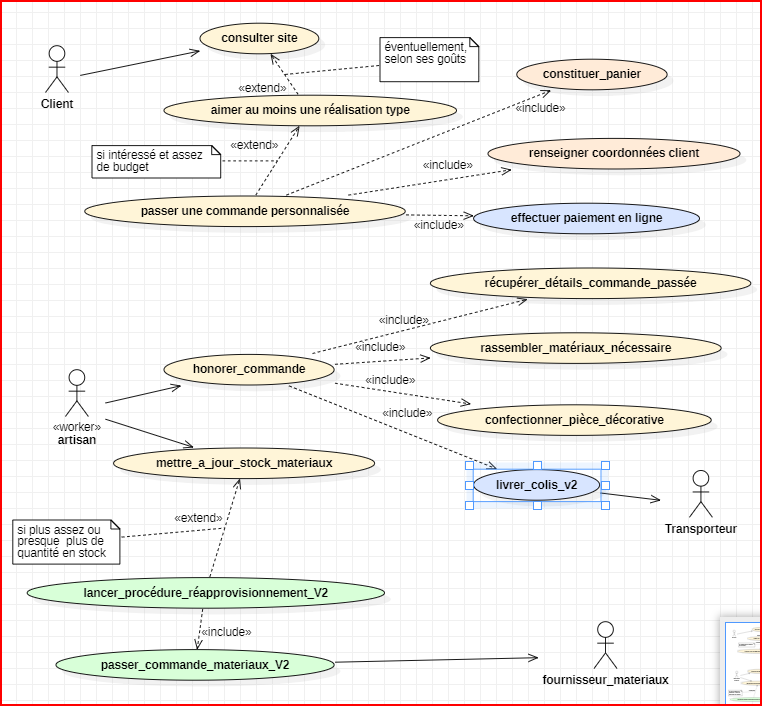 consulter site
éventuellement,
selon ses goûts
constituer_panier
Client
«extend»
aimer au moins une réalisation type
«include»
«extend»
si intéressé et assez
de budget
renseigner coordonnées client
«include»
passer une commande personnalisée
effectuer paiement en ligne
«include»
récupérer_détails_commande_passée
«include»
«include»
rassembler_matériaux_nécessaire
honorer_commande
«include»
«include»
confectionner_pièce_décorative
«worker»
artisan
mettre_a_jour_stock_materiaux
livrer_colis_v2
Transporteur
«extend»
si plus assez ou
presque plus de
quantité en stock
lancer_procédure_réapprovisionnement_V2
«include»
passer_commande_materiaux_V2
fournisseur_materiaux